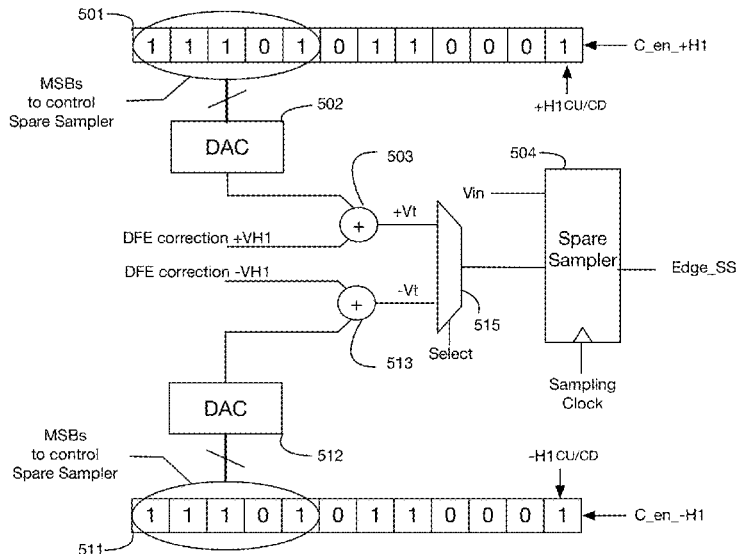 501
1 1 1 0 1 0 1 1 0 0 0 1
C_en_+H1
MSBs
to control
Spare Sampler
+H1CU/CD
502
DAC
503
504
Vin
+Vt
+
DFE correction +VH1
Spare
Sampler
DFE correction -VH1
Edge_SS
-Vt
+
515
513
Select
Sampling
Clock
DAC
MSBs
to control
Spare Sampler
512
-H1CU/CD
1 1 1 0 1 0 1 1 0 0 0 1
C_en_-H1
511